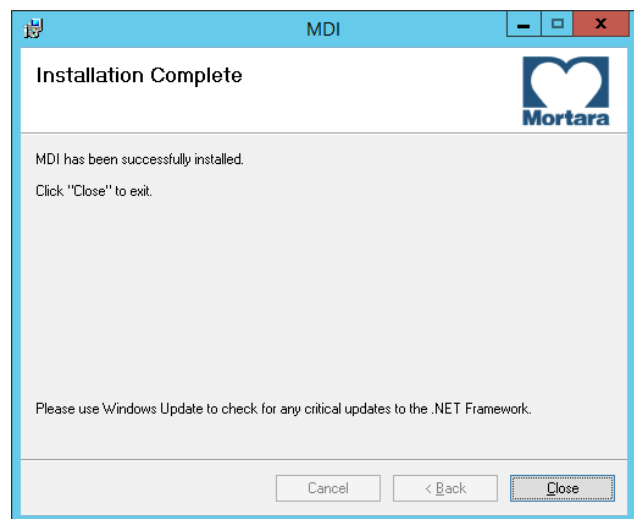 MDI
Installation Complete
Mortara
MDI has been successfully installed.
Click "Close" to exit.
Please use Windows Update to check for any critical updates to the .NET Framework.
Cancel
< Back
Close